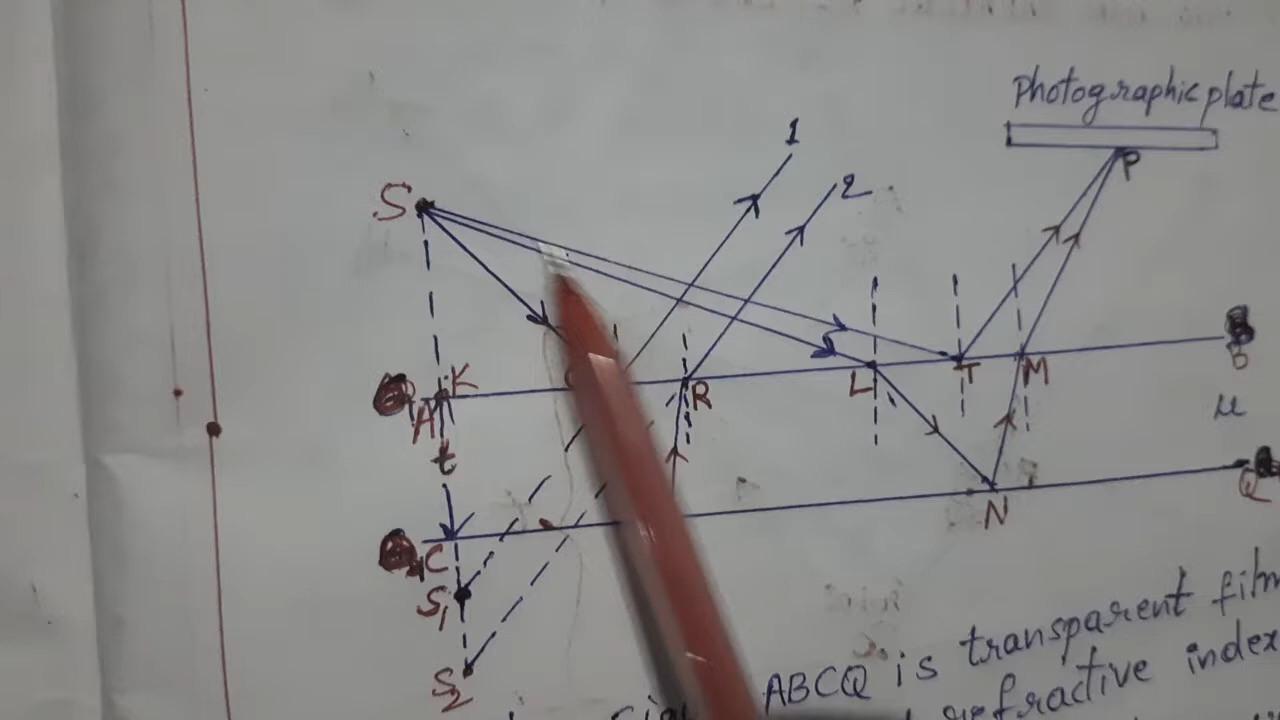 Photographic plate
P
1
2
S
K
A
t
R
L
T
M
B
μ
C
N
Q
S1
S2
ABCQ is transparent film
refractive index